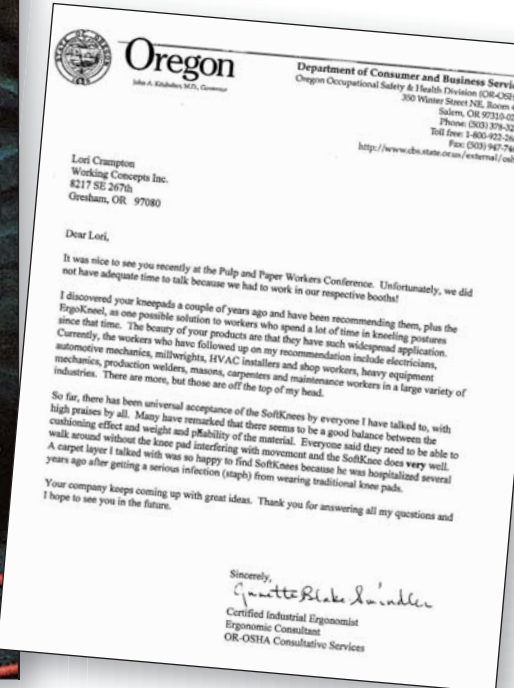 Oregon
John A. Kitzhaber, M.D., Governor
Department of Consumer and Business
Oregon Occupational Safety & Health Division
350 Winter Street NE, Room
Salem, OR
Phone: (503)
Toll free: 1-800-922-
Fax: (503)
Lori Crampton
Working Concepts Inc.
8217 SE 267th
Gresham, OR 97080
Dear Lori,
It was nice to see you recently at the Pulp and Paper Workers Conference. Unfortunately, we did
not have adequate time to talk because we had to work in our respective booths!
I discovered your kneepads a couple of years ago and have been recommending them, plus the
ErgoKneel, as one possible solution to workers who spend a lot of time in kneeling postures
since that time. The beauty of your products are that they have such widespread application.
Currently, the workers who have followed up on my recommendation include electricians,
automotive mechanics, millwrights, HVAC installers and shop workers, heavy equipment
mechanics, production welders, masons, carpenters and maintenance workers in a large variety of
industries. There are more, but those are off the top of my head.
So far, there has been universal acceptance of the SoftKnees by everyone I have talked to, with
high praises by all. Many have remarked that there seems to be a good balance between the
cushioning effect and weight and pliability of the material. Everyone said they need to be able to
walk around without the knee pad interfering with movement and the SoftKnee does very well.
A carpet layer I talked with was so happy to find SoftKnees because he was hospitalized several
years ago after getting a serious infection (staph) from wearing traditional knee pads.
Your company keeps coming up with great ideas. Thank you for answering all my questions and
I hope to see you in the future.
Sincerely,
Blake
Certified Industrial Ergonomist
Ergonomic Consultant
OR-OSHA Consultative Services